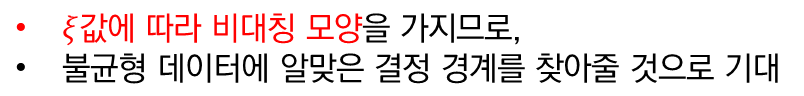 • ξ값에 따라 비대칭 모양을 가지므로,
• 불균형 데이터에 알맞은 결정 경계를 찾아줄 것으로 기대